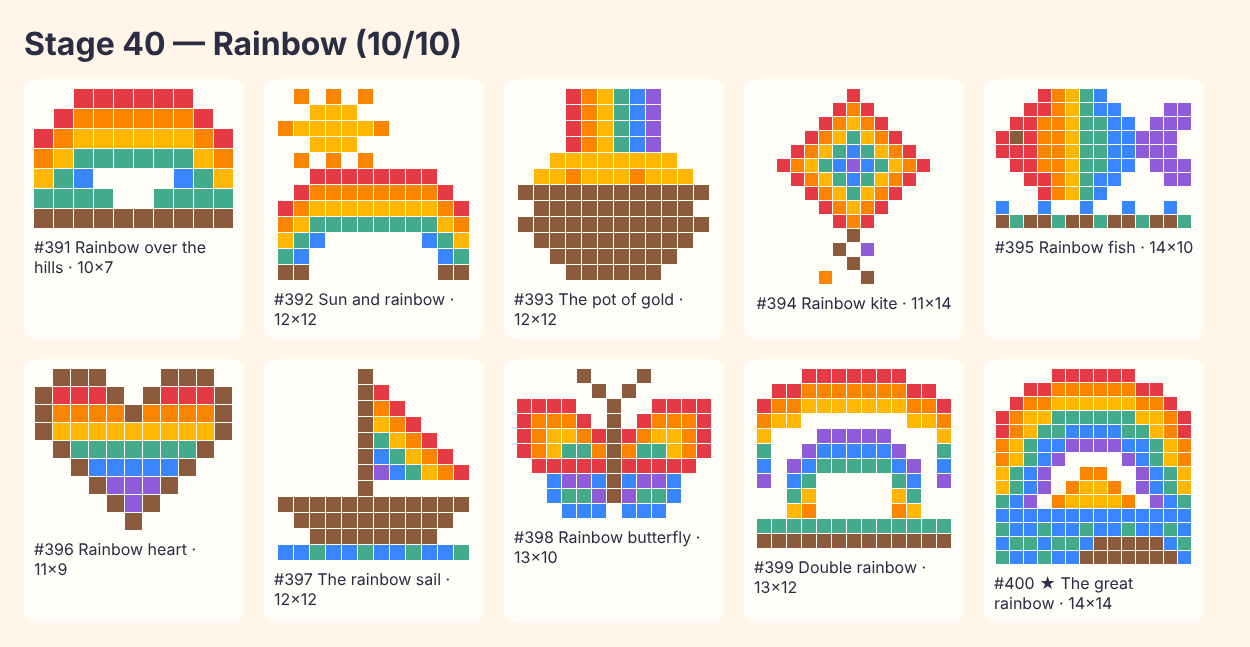 Stage 40 — Rainbow (10/10)
#391 Rainbow over the
hills · 10×7
#392 Sun and rainbow ·
12×12
#393 The pot of gold ·
12×12
#394 Rainbow kite · 11×14
#395 Rainbow fish · 14×10
#396 Rainbow heart ·
11×9
#397 The rainbow sail ·
12×12
#398 Rainbow butterfly ·
13×10
#399 Double rainbow ·
13×12
#400 ★ The great
rainbow · 14×14